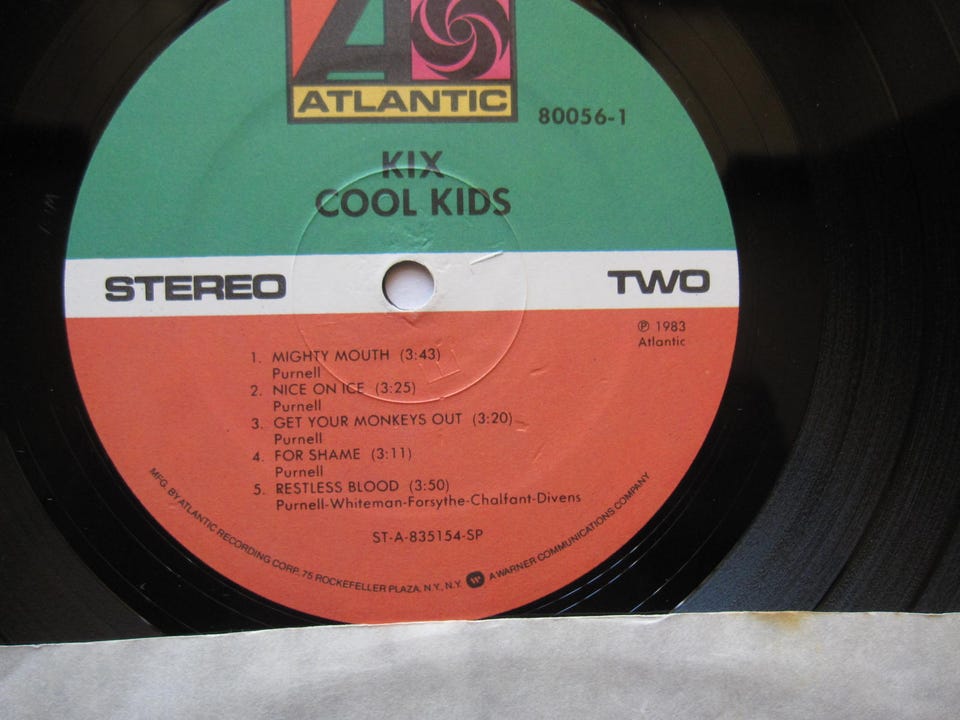 ATLANTIC
80056-1
KIX
COOL KIDS
STEREO
TWO
℗ 1983
Atlantic
1. MIGHTY MOUTH (3:43)
Purnell
2. NICE ON ICE (3:25)
Purnell
3. GET YOUR MONKEYS OUT (3:20)
Purnell
4. FOR SHAME (3:11)
Purnell
5. RESTLESS BLOOD (3:50)
Purnell-Whiteman-Forsythe-Chalfant-Divens
ST-A-835154-SP
MFG. BY ATLANTIC RECORDING CORP., 75 ROCKEFELLER PLAZA, N.Y., N.Y. A WARNER COMMUNICATIONS COMPANY